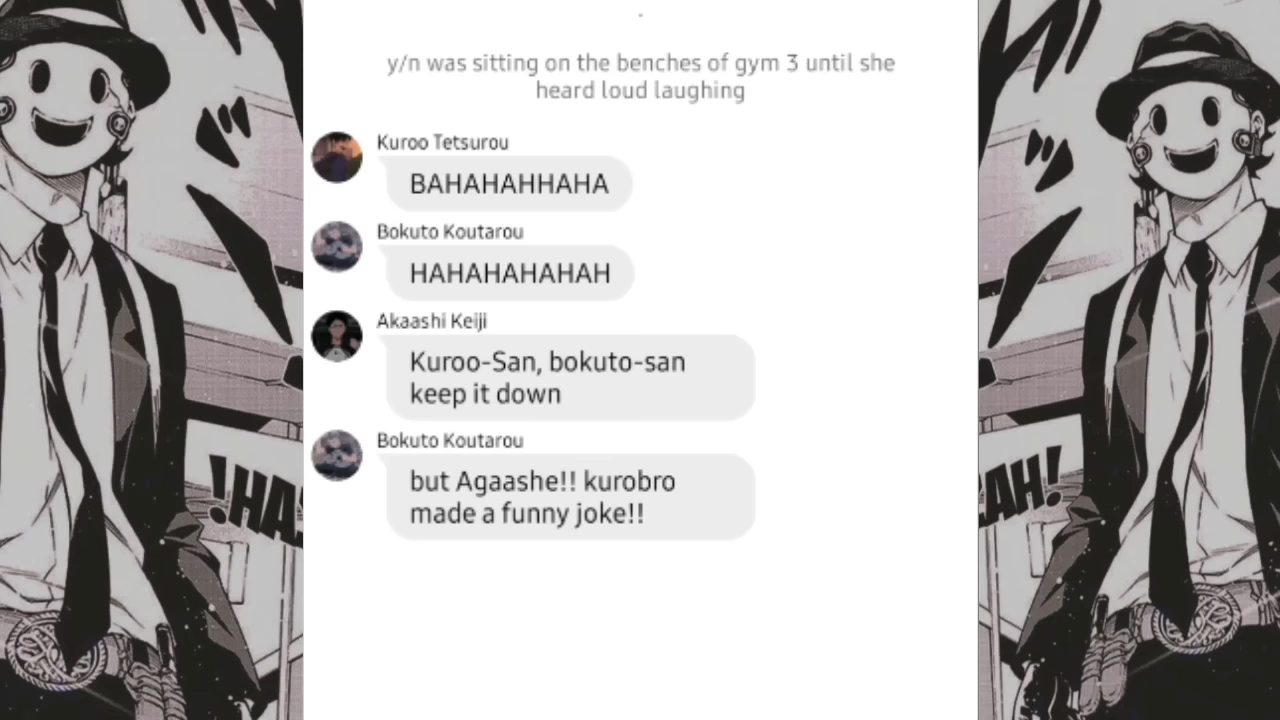 y/n was sitting on the benches of gym 3 until she
heard loud laughing
Kuroo Tetsurou
BAHAHAHHAHA
Bokuto Koutarou
HAHAHAHAHAH
Akaashi Keiji
Kuroo-San, bokuto-san
keep it down
Bokuto Koutarou
but Agaashe!! kurobro
made a funny joke!!